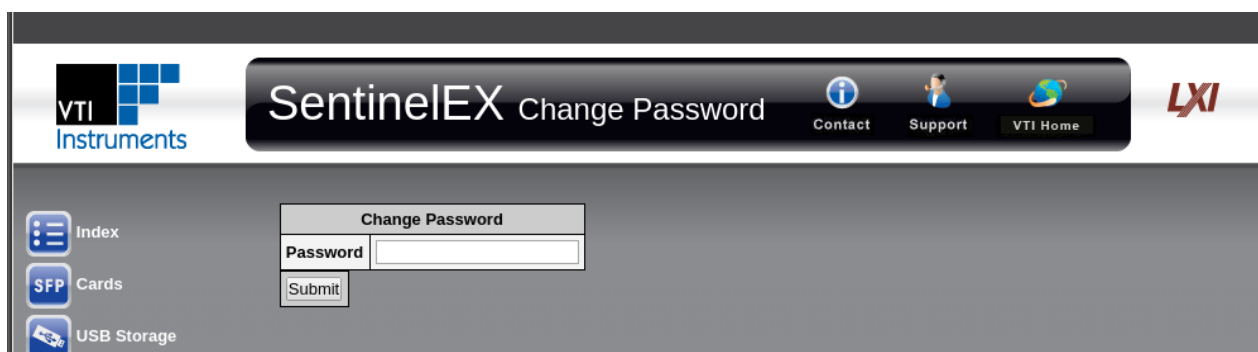 VTI
Instruments
SentinelEX Change Password
Contact
Support
VTI Home
LXI
Index
Cards
SFP
USB Storage
Change Password
Password
Submit